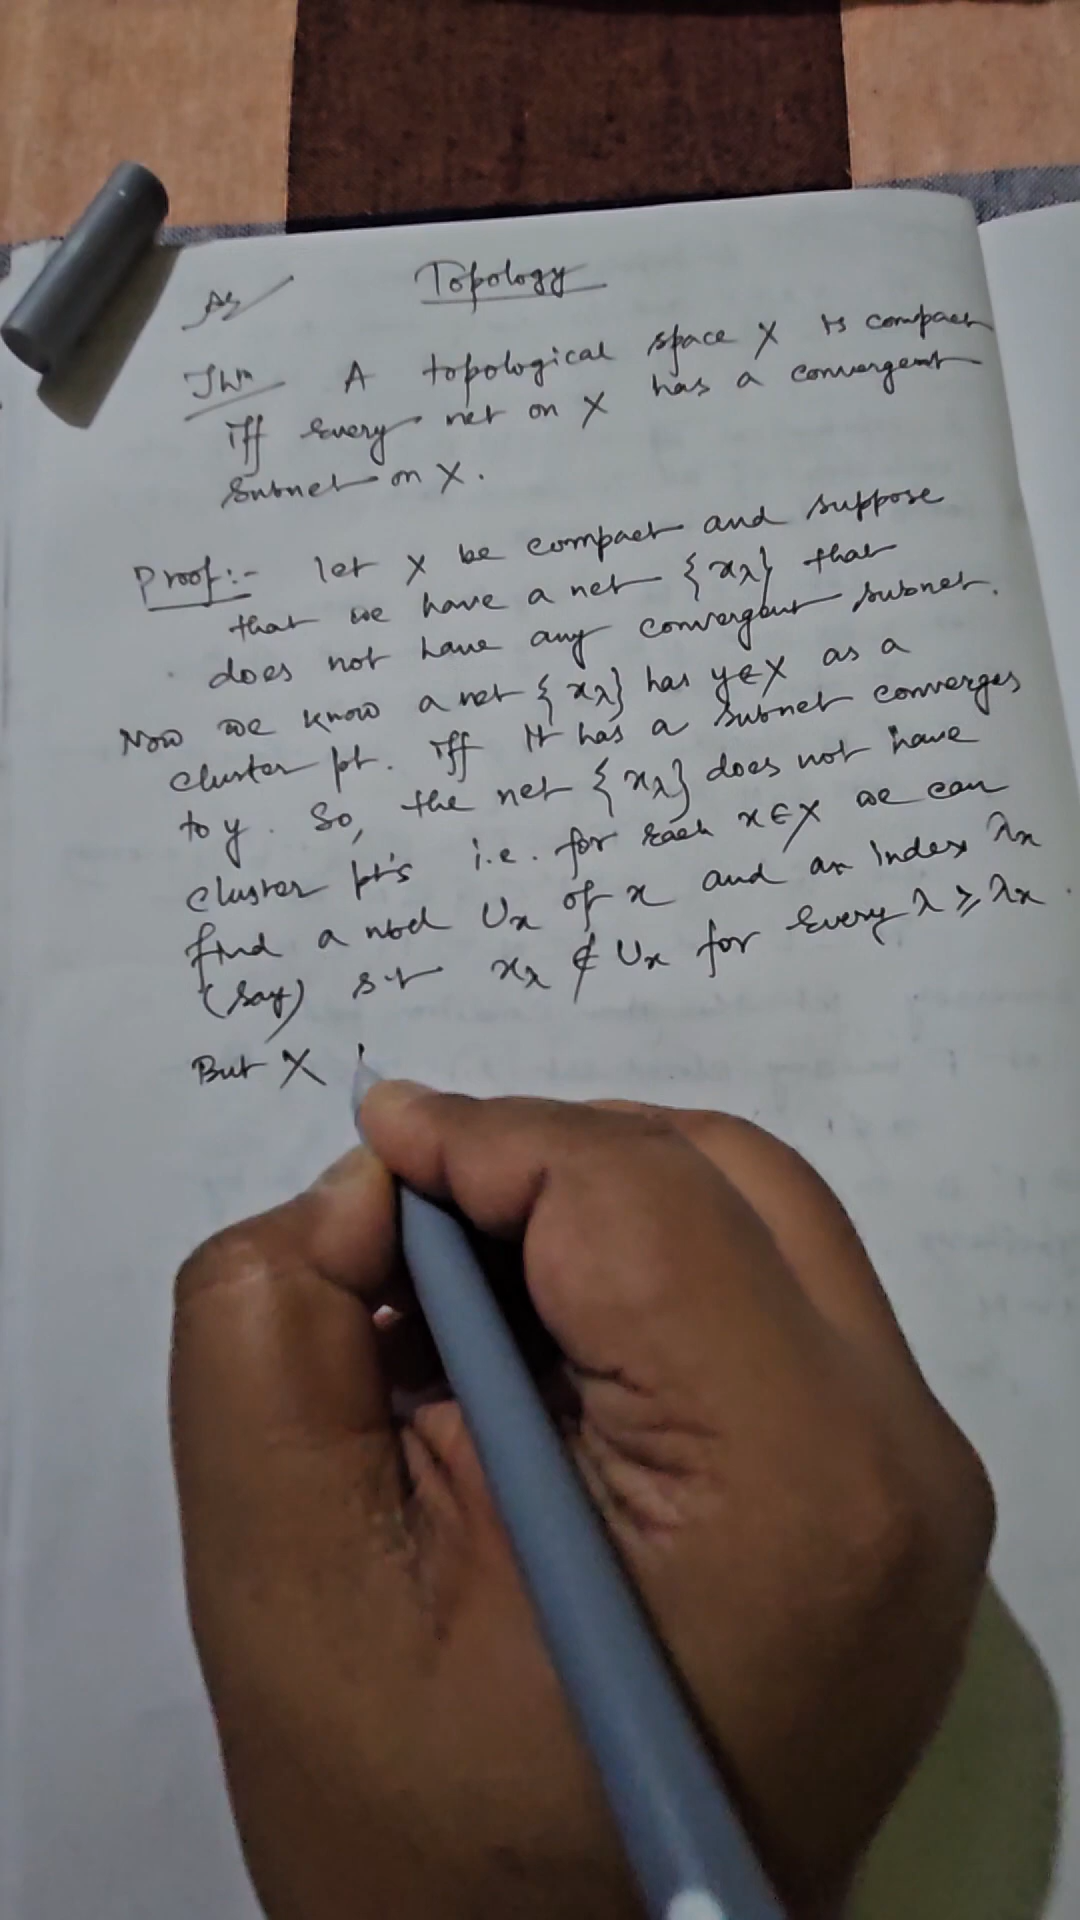 Topology
Thm A topological space X is compact
iff every net on X has a convergent
subnet on X.
Proof:- let X be compact and suppose
that we have a net {xλ} that
does not have any convergent subnet.
Now we know a net {xλ} has y∈X as a
cluster pt. iff it has a subnet converges
to y. So, the net {xλ} does not have
cluster pt's i.e. for each x∈X we can
find a nbd Ux of x and an index λx
(say) s.t xλ ∉ Ux for every λ ≥ λx.
But X